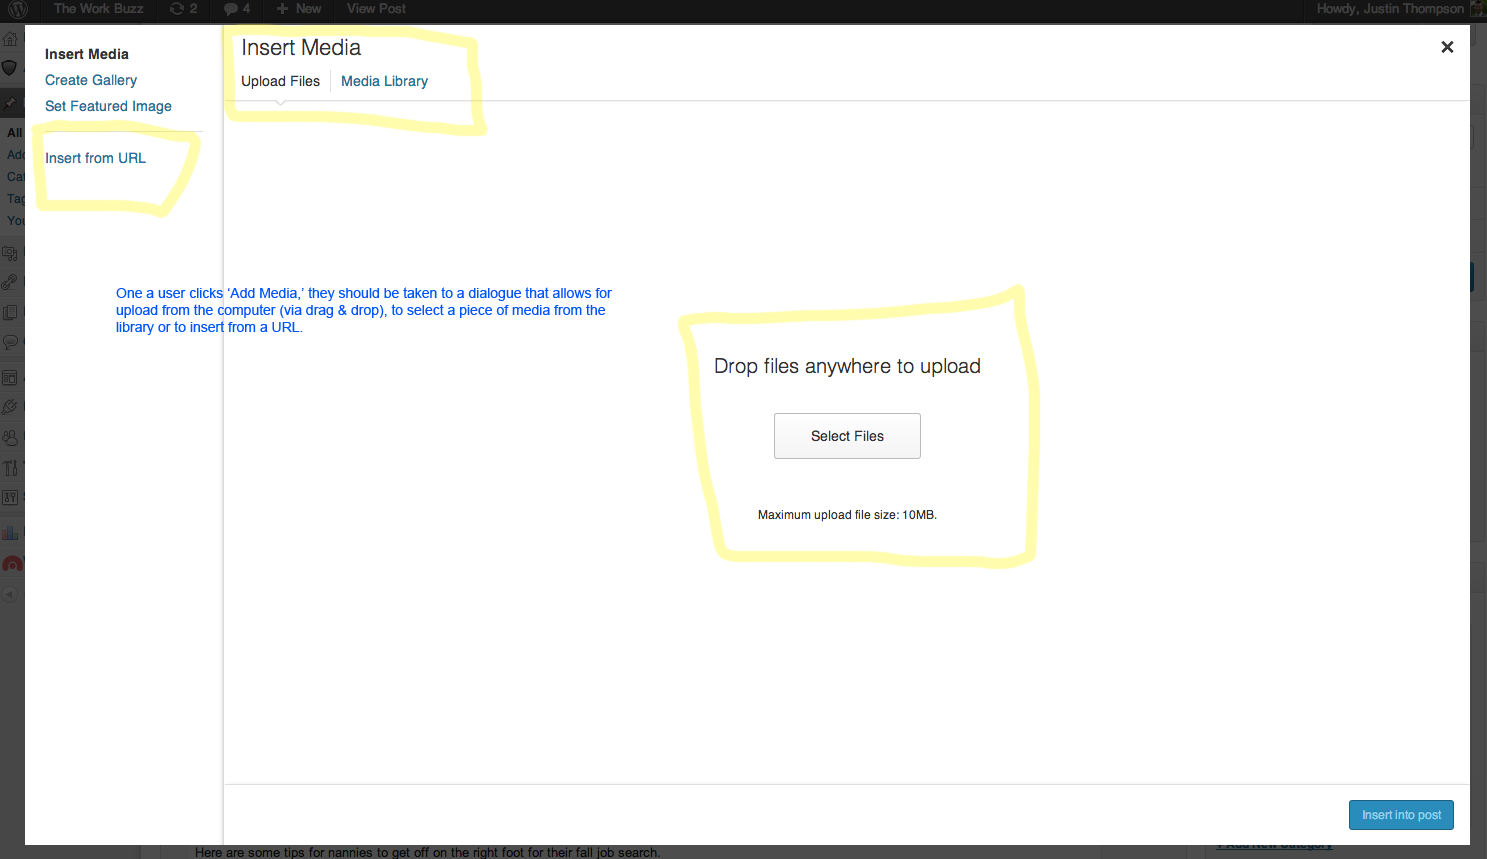 The Work Buzz 2 4 New View Post Howdy, Justin Thompson
Insert Media
Create Gallery
Set Featured Image
Insert from URL
Insert Media
Upload Files Media Library
All
One a user clicks ‘Add Media,’ they should be taken to a dialogue that allows for
upload from the computer (via drag & drop), to select a piece of media from the
library or to insert from a URL.
Drop files anywhere to upload
Select Files
Maximum upload file size: 10MB.
Insert into post
+ Add New Category
Here are some tips for nannies to get off on the right foot for their fall job search.